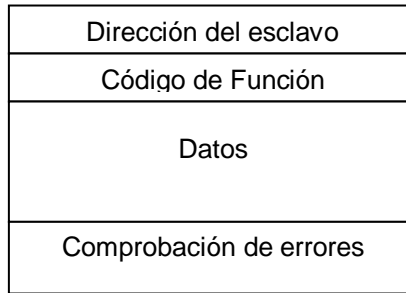 Dirección del esclavo
Código de Función
Datos
Comprobación de errores